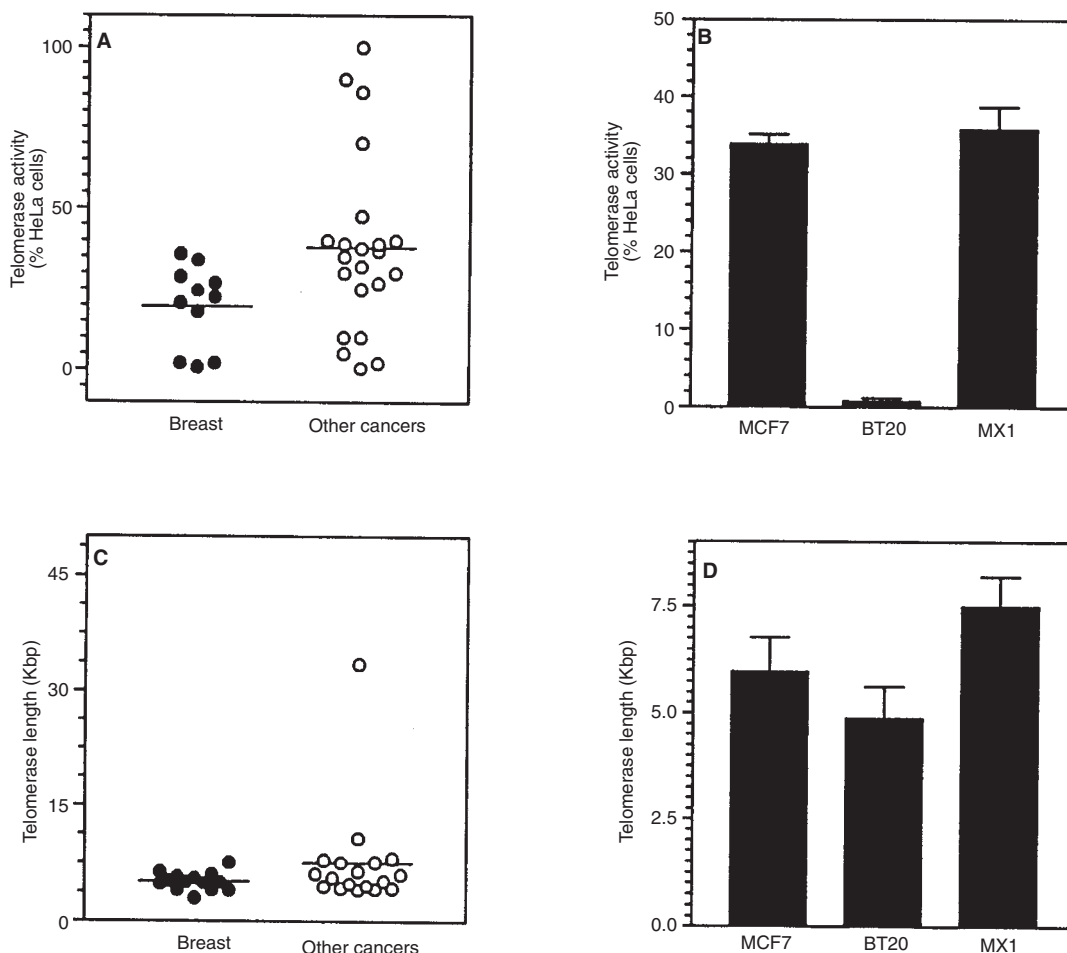 A
Telomerase activity
(% HeLa cells)
100
50
0
Breast
Other cancers
B
Telomerase activity
(% HeLa cells)
50
40
30
20
10
0
MCF7
BT20
MX1
C
Telomerase length (Kbp)
45
30
15
0
Breast
Other cancers
D
Telomerase length (Kbp)
7.5
5.0
2.5
0.0
MCF7
BT20
MX1